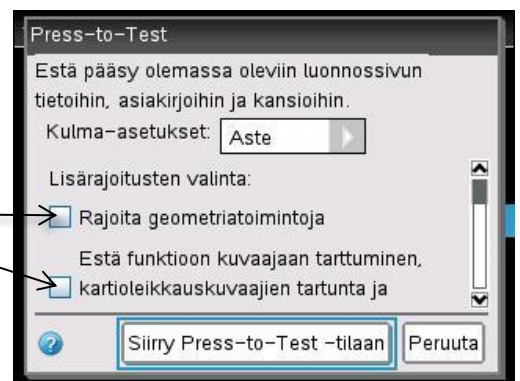 Press-to-Test
Estä pääsy olemassa oleviin luonnossivun
tietoihin, asiakirjoihin ja kansioihin.
Kulma-asetukset: Aste
Lisärajoitusten valinta:
Rajoita geometriatoimintoja
Estä funktioon kuvaajaan tarttuminen,
kartioleikkauskuvaajien tartunta ja
? Siirry Press-to-Test -tilaan Peruuta